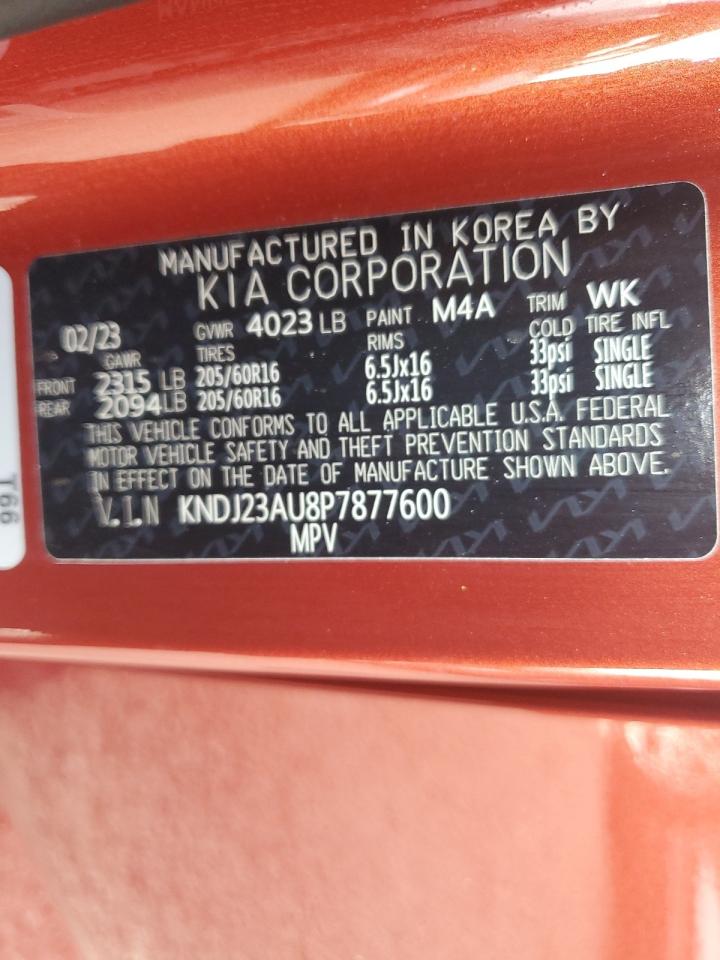 MANUFACTURED IN KOREA BY
KIA CORPORATION
02/23 GVWR 4023 LB PAINT M4A TRIM WK
GAWR TIRES RIMS COLD TIRE INFL
FRONT 2315 LB 205/60R16 6.5Jx16 33psi SINGLE
REAR 2094 LB 205/60R16 6.5Jx16 33psi SINGLE
THIS VEHICLE CONFORMS TO ALL APPLICABLE U.S.A. FEDERAL
MOTOR VEHICLE SAFETY AND THEFT PREVENTION STANDARDS
IN EFFECT ON THE DATE OF MANUFACTURE SHOWN ABOVE.
V.I.N KNDJ23AU8P7877600
MPV
T66